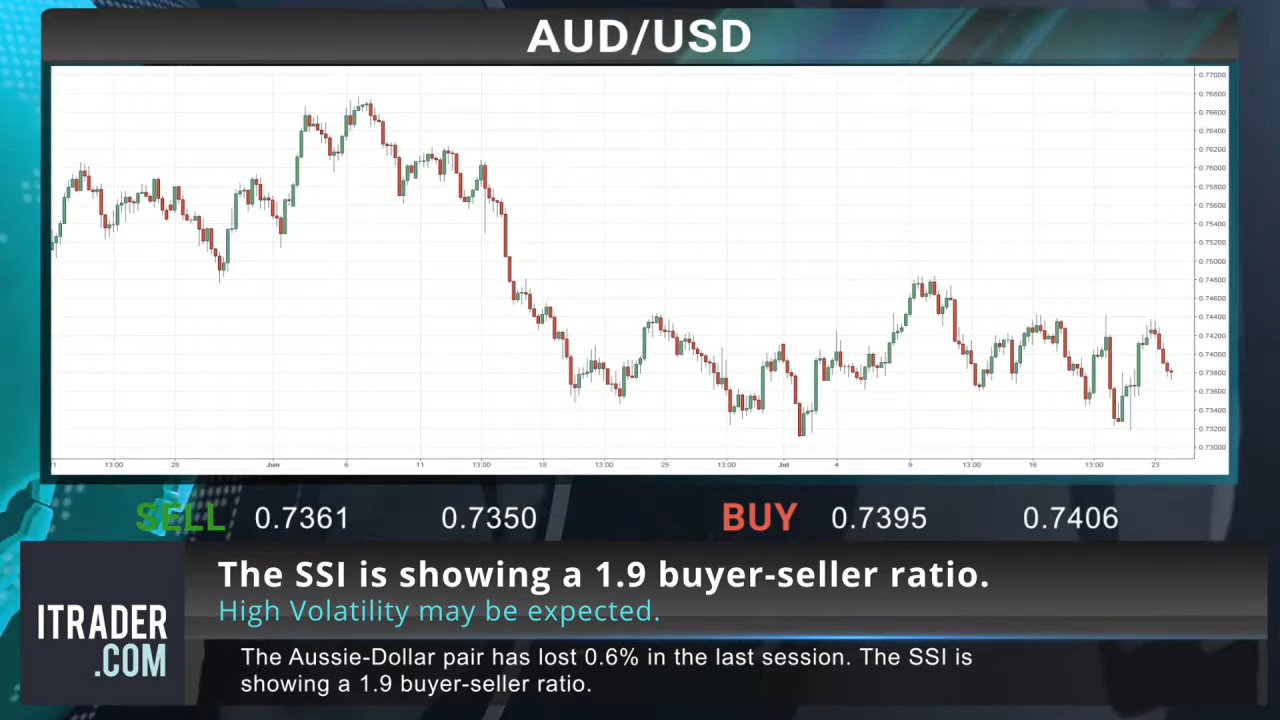 AUD/USD
0.77000
0.76800
0.76600
0.76400
0.76200
0.76000
0.75800
0.75600
0.75400
0.75200
0.75000
0.74800
0.74600
0.74400
0.74200
0.74000
0.73800
0.73600
0.73400
0.73200
0.73000
13:00 28 Jun 6 11 13:00 18 13:00 25 13:00 Jul 4 9 13:00 16 13:00 23
SELL 0.7361 0.7350 BUY 0.7395 0.7406
The SSI is showing a 1.9 buyer-seller ratio.
High Volatility may be expected.
ITRADER
.COM
The Aussie-Dollar pair has lost 0.6% in the last session. The SSI is
showing a 1.9 buyer-seller ratio.